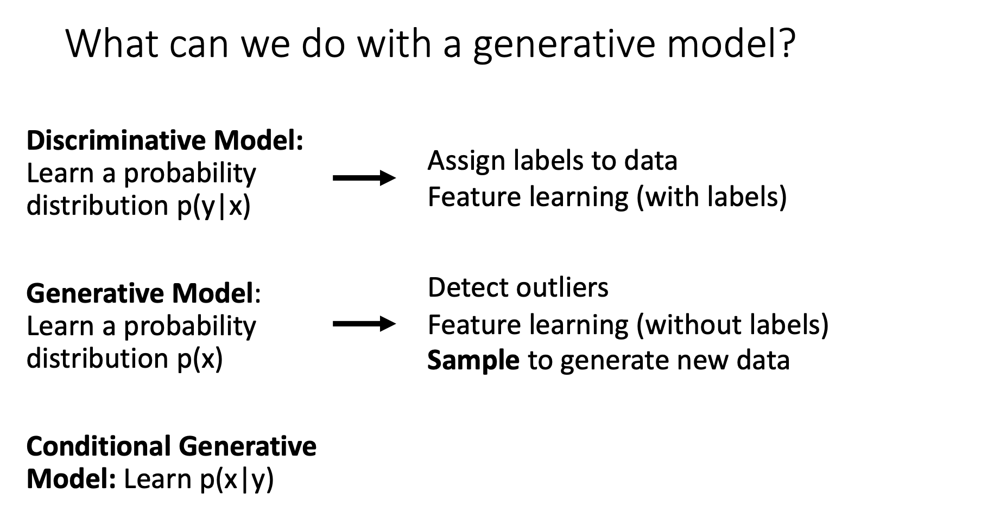 What can we do with a generative model?
Discriminative Model:
Learn a probability
distribution p(y|x)
Assign labels to data
Feature learning (with labels)
Generative Model:
Learn a probability
distribution p(x)
Detect outliers
Feature learning (without labels)
Sample to generate new data
Conditional Generative
Model: Learn p(x|y)